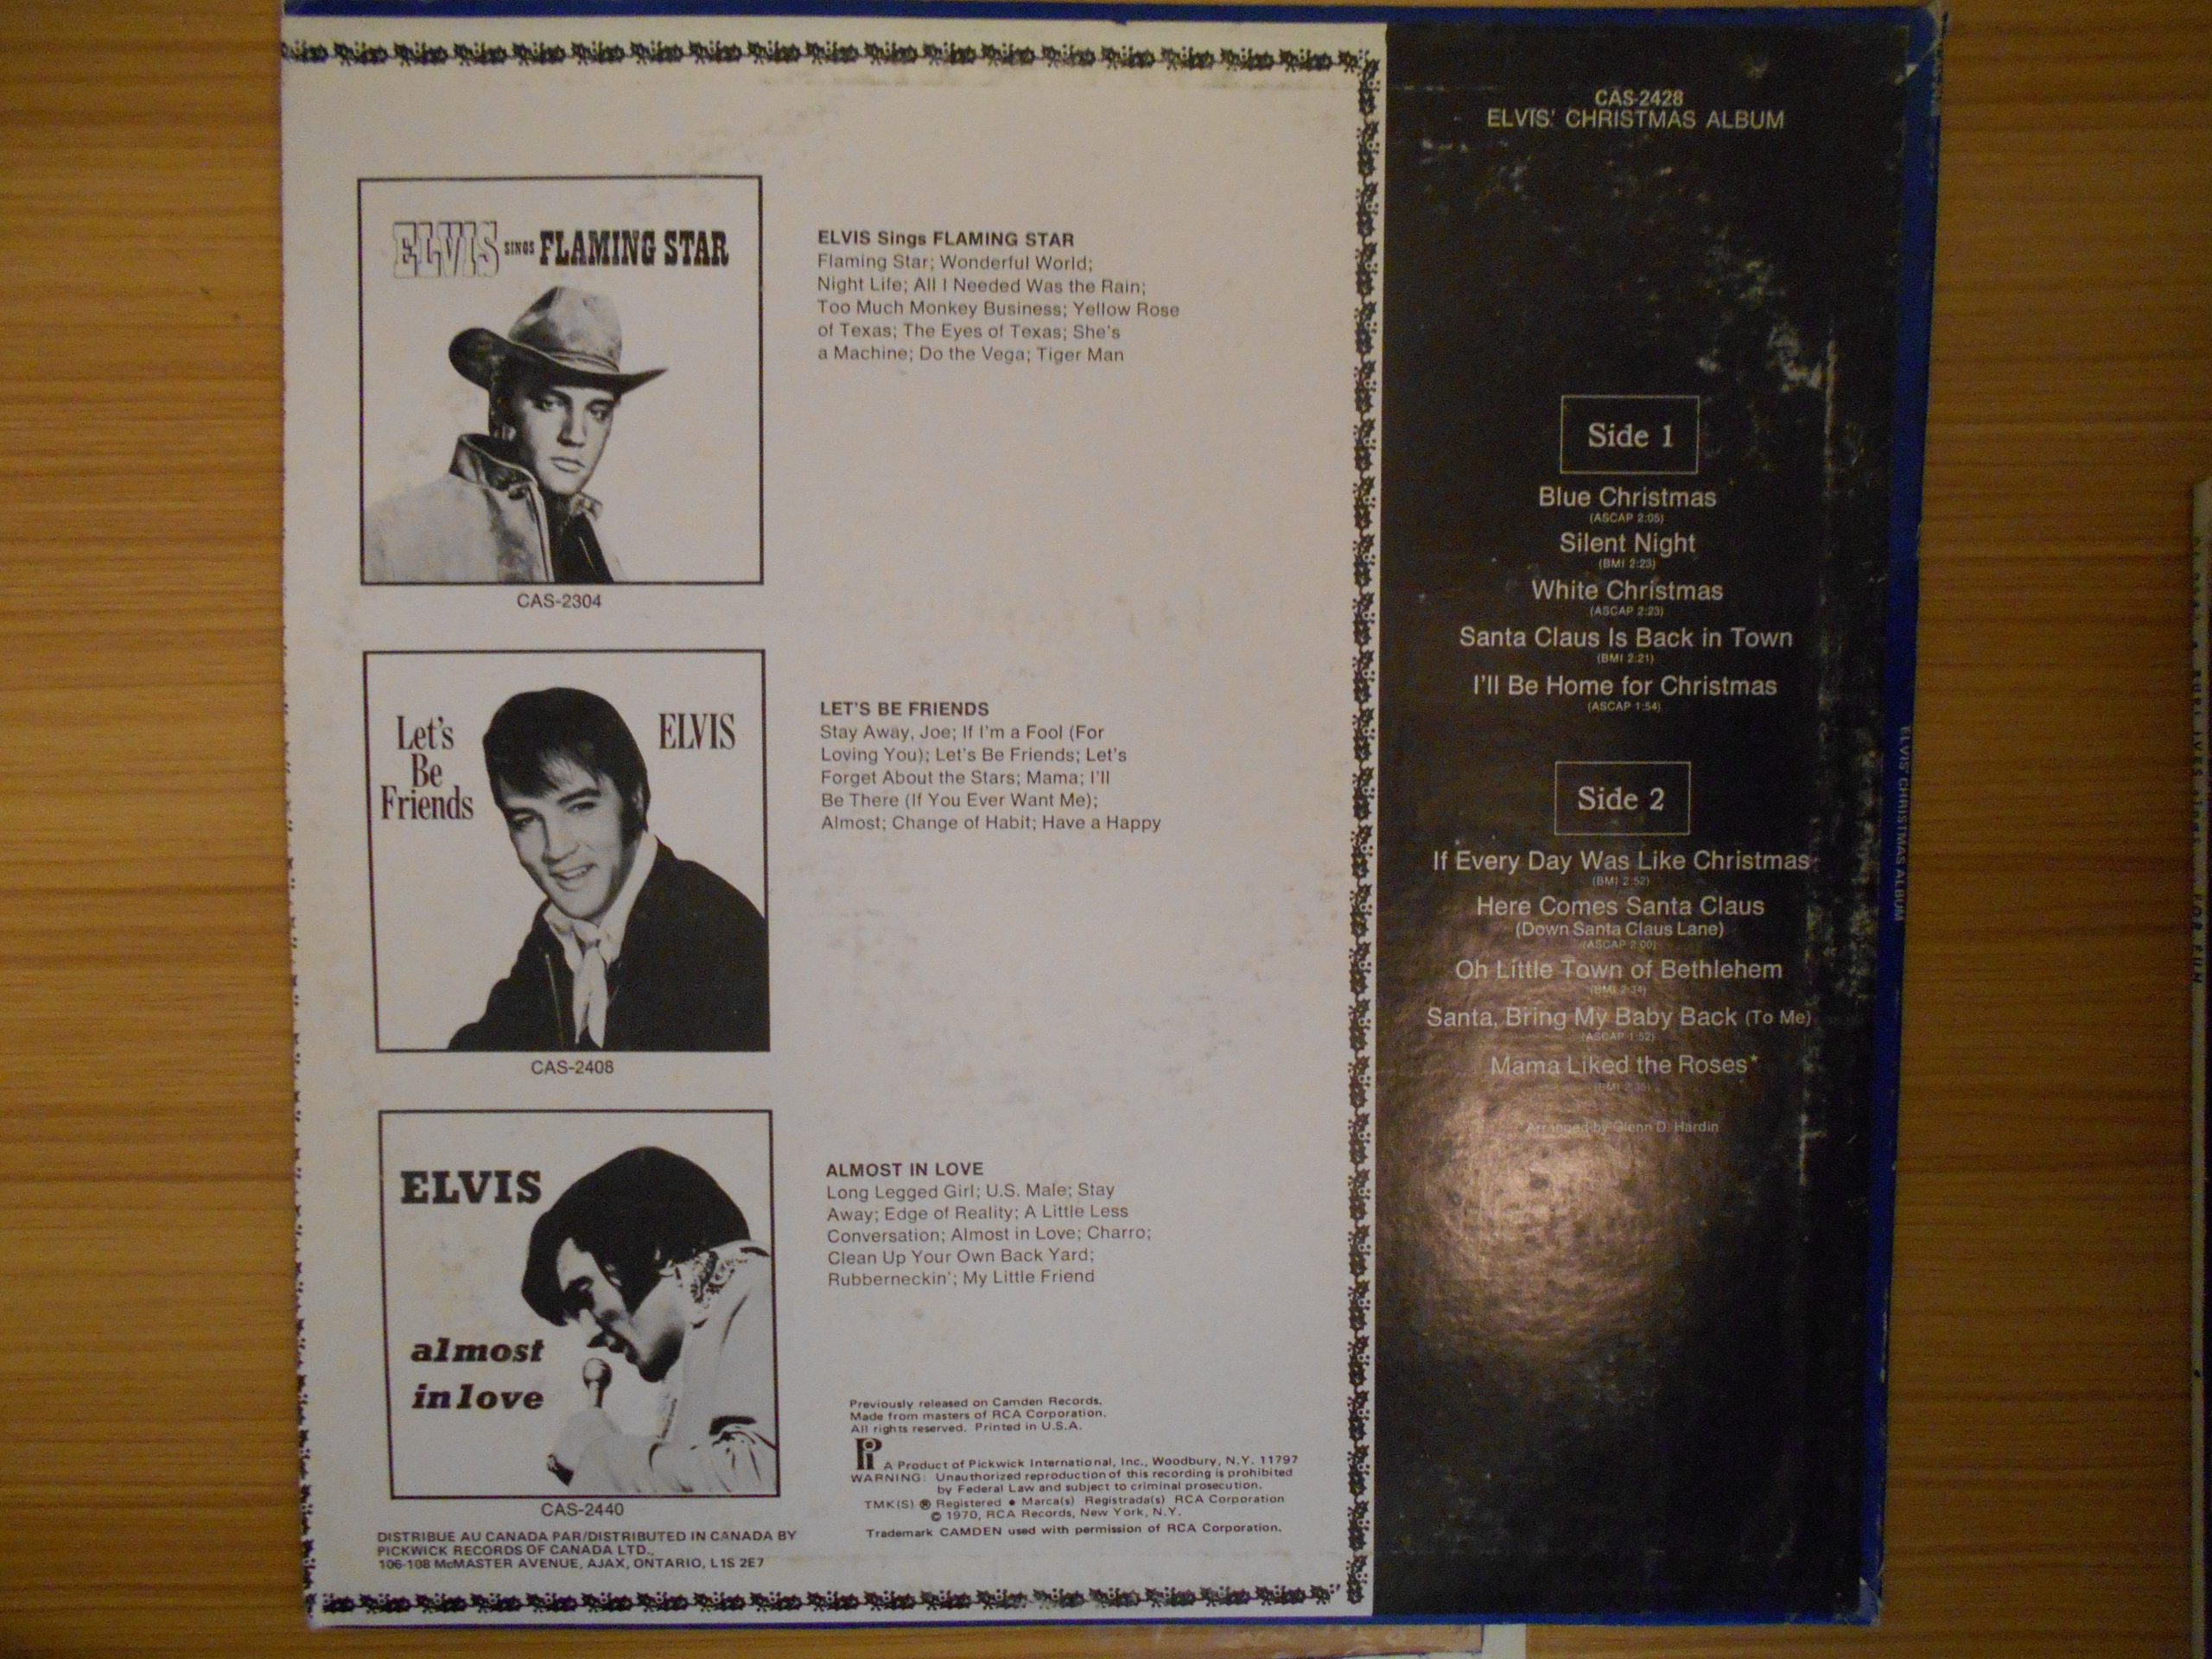 ELVIS SINGS FLAMING STAR
CAS-2304
ELVIS Sings FLAMING STAR
Flaming Star; Wonderful World;
Night Life; All I Needed Was the Rain;
Too Much Monkey Business; Yellow Rose
of Texas; The Eyes of Texas; She's
a Machine; Do the Vega; Tiger Man
Let's
Be
Friends
ELVIS
CAS-2408
LET'S BE FRIENDS
Stay Away, Joe; If I'm a Fool (For
Loving You); Let's Be Friends; Let's
Forget About the Stars; Mama; I'll
Be There (If You Ever Want Me);
Almost; Change of Habit; Have a Happy
ELVIS
almost
in love
CAS-2440
ALMOST IN LOVE
Long Legged Girl; U.S. Male; Stay
Away; Edge of Reality; A Little Less
Conversation; Almost in Love; Charro;
Clean Up Your Own Back Yard;
Rubberneckin'; My Little Friend
DISTRIBUE AU CANADA PAR/DISTRIBUTED IN CANADA BY
PICKWICK RECORDS OF CANADA LTD.,
106-108 McMASTER AVENUE, AJAX, ONTARIO, L1S 2E7
Previously released on Camden Records.
Made from masters of RCA Corporation.
All rights reserved. Printed in U.S.A.
Pi A Product of Pickwick International, Inc., Woodbury, N.Y. 11797
WARNING: Unauthorized reproduction of this recording is prohibited
by Federal Law and subject to criminal prosecution.
TMK(S) ® Registered • Marca(s) Registrada(s) RCA Corporation
© 1970, RCA Records, New York, N.Y.
Trademark CAMDEN used with permission of RCA Corporation.
CAS-2428
ELVIS' CHRISTMAS ALBUM
Side 1
Blue Christmas
(ASCAP 2:05)
Silent Night
(BMI 2:23)
White Christmas
(ASCAP 2:23)
Santa Claus Is Back in Town
(BMI 2:21)
I'll Be Home for Christmas
(ASCAP 1:54)
Side 2
If Every Day Was Like Christmas
(BMI 2:52)
Here Comes Santa Claus
(Down Santa Claus Lane)
(ASCAP 2:00)
Oh Little Town of Bethlehem
(BMI 2:34)
Santa, Bring My Baby Back (To Me)
(ASCAP 1:52)
Mama Liked the Roses*
(BMI 2:35)
*Arranged by Glenn D. Hardin
ELVIS' CHRISTMAS ALBUM